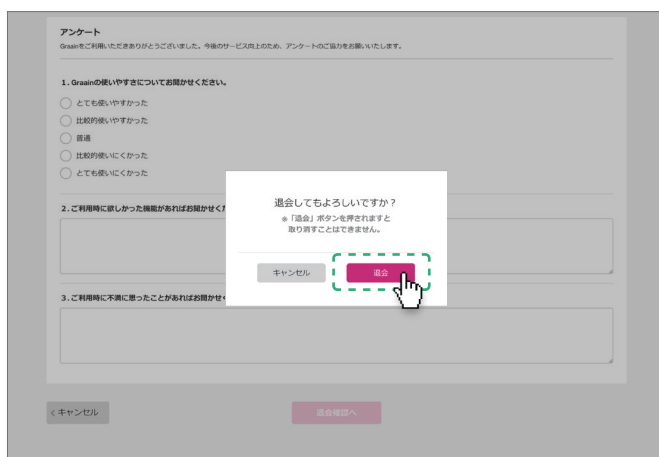 アンケート
Graainをご利用いただきありがとうございました。今後のサービス向上のため、アンケートのご協力をお願いいたします。
1. Graainの使いやすさについてお聞かせください。
とても使いやすかった
比較的使いやすかった
普通
比較的使いにくかった
とても使いにくかった
2. ご利用時に欲しかった機能があればお聞かせく
退会してもよろしいですか？
※「退会」ボタンを押されますと
取り消すことはできません。
キャンセル
退会
3. ご利用時に不満に思ったことがあればお聞かせ
< キャンセル
退会確認へ